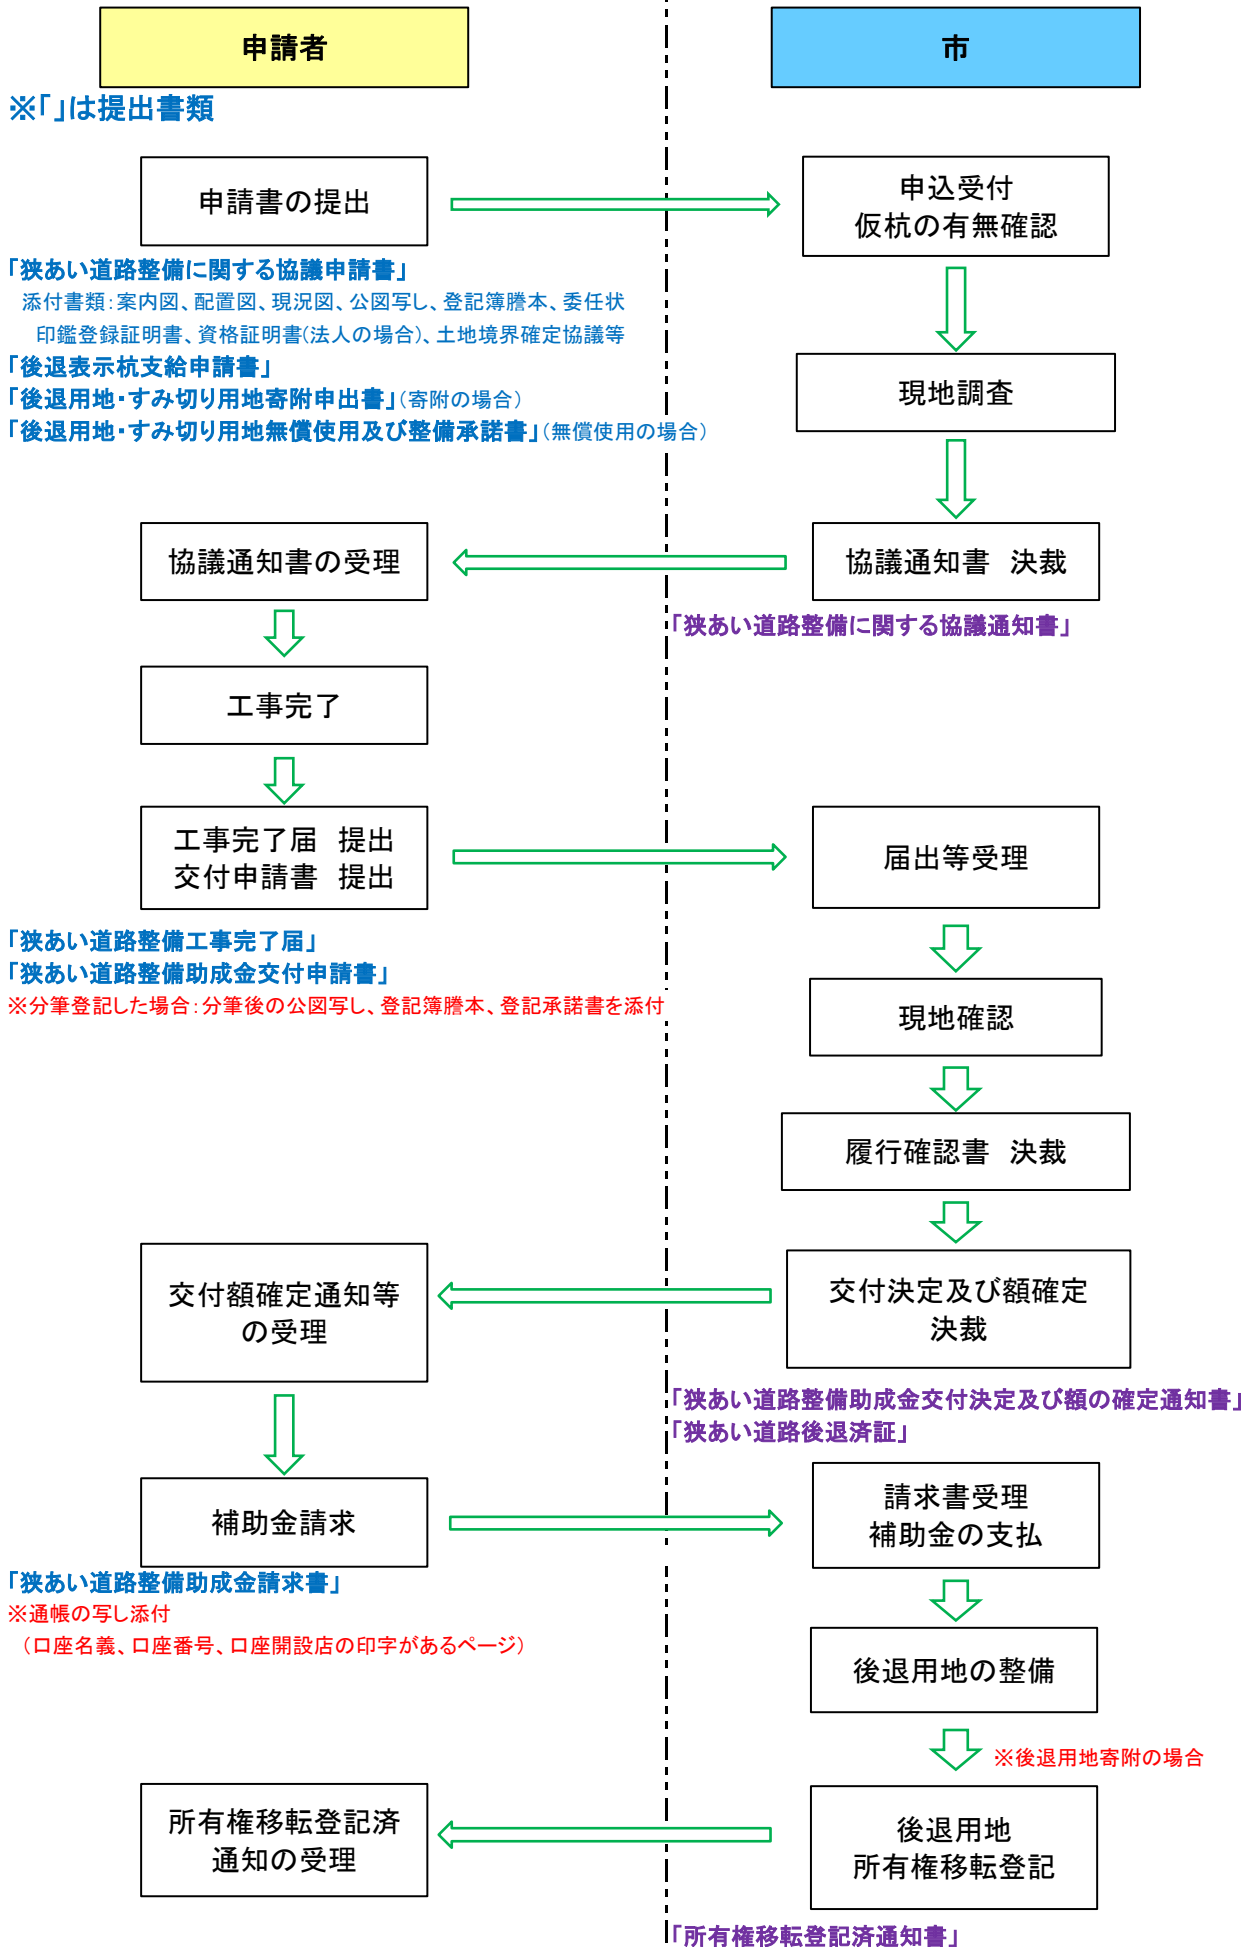 申請者
市
※「」は提出書類
申請書の提出
申込受付
仮杭の有無確認
「狭あい道路整備に関する協議申請書」
添付書類：案内図、配置図、現況図、公図写し、登記簿謄本、委任状
印鑑登録証明書、資格証明書(法人の場合)、土地境界確定協議等
「後退表示杭支給申請書」
「後退用地・すみ切り用地寄附申出書」（寄附の場合）
「後退用地・すみ切り用地無償使用及び整備承諾書」（無償使用の場合）
現地調査
協議通知書の受理
協議通知書　決裁
「狭あい道路整備に関する協議通知書」
工事完了
工事完了届　提出
交付申請書　提出
届出等受理
「狭あい道路整備工事完了届」
「狭あい道路整備助成金交付申請書」
※分筆登記した場合：分筆後の公図写し、登記簿謄本、登記承諾書を添付
現地確認
履行確認書　決裁
交付額確定通知等
の受理
交付決定及び額確定
決裁
「狭あい道路整備助成金交付決定及び額の確定通知書」
「狭あい道路後退済証」
補助金請求
請求書受理
補助金の支払
「狭あい道路整備助成金請求書」
※通帳の写し添付
（口座名義、口座番号、口座開設店の印字があるページ）
後退用地の整備
※後退用地寄附の場合
所有権移転登記済
通知の受理
後退用地
所有権移転登記
「所有権移転登記済通知書」